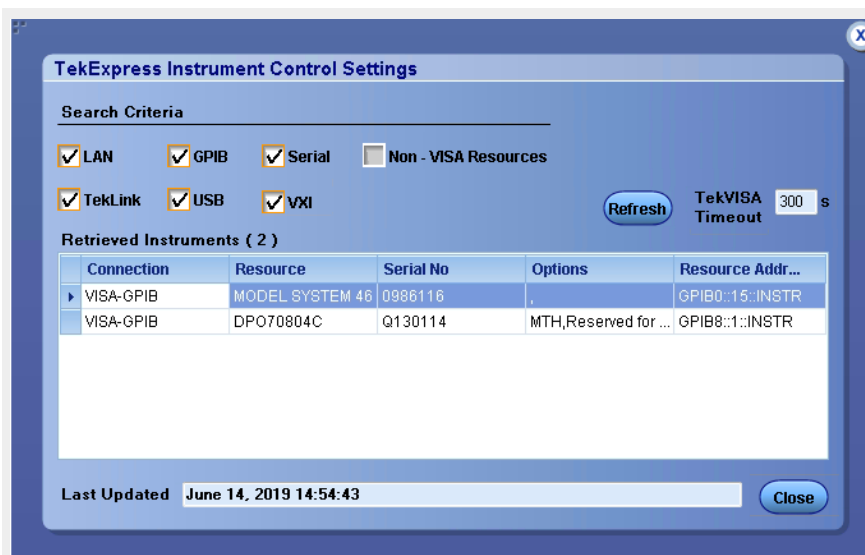 X
TekExpress Instrument Control Settings
Search Criteria
LAN GPIB Serial Non - VISA Resources
TekLink USB VXI Refresh TekVISA Timeout 300 s
Retrieved Instruments ( 2 )
Connection Resource Serial No Options Resource Addr...
VISA-GPIB MODEL SYSTEM 46 0986116 , GPIB0::15::INSTR
VISA-GPIB DPO70804C Q130114 MTH,Reserved for ... GPIB8::1::INSTR
Last Updated June 14, 2019 14:54:43 Close